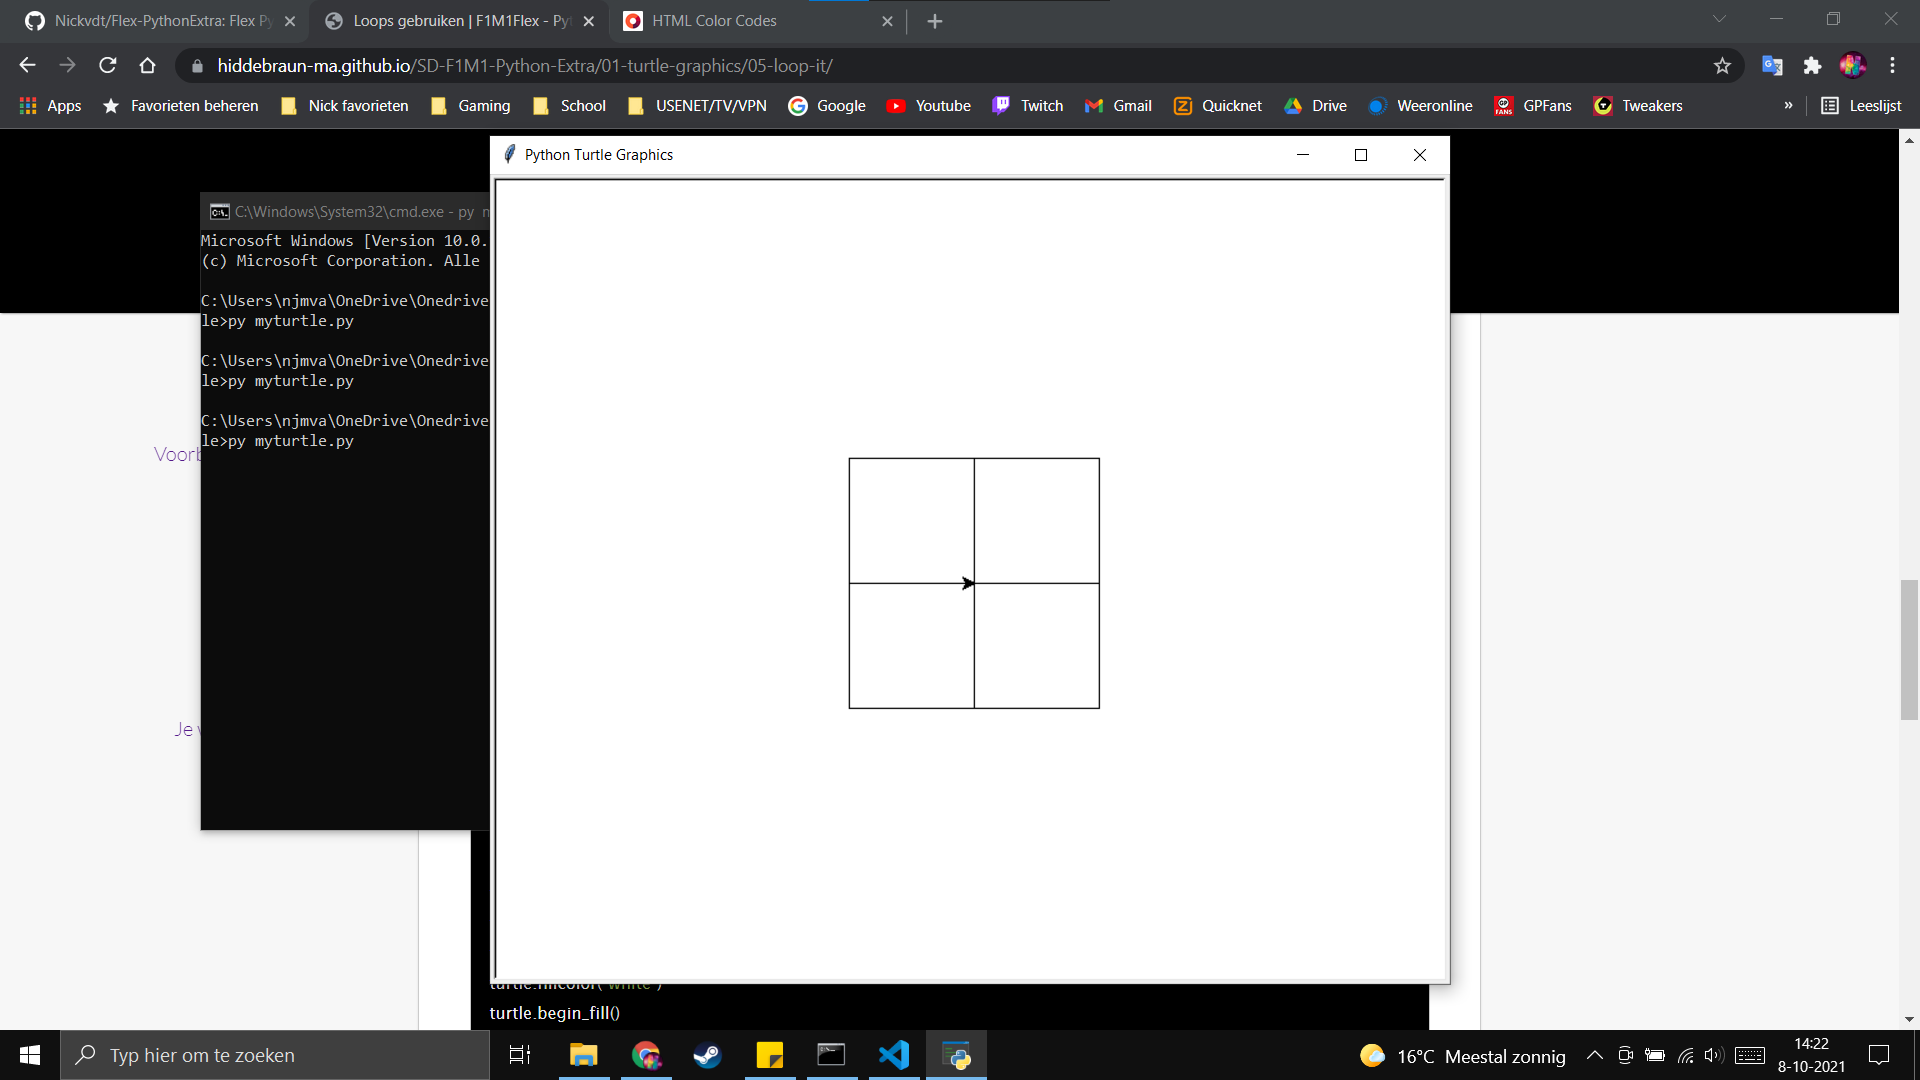 Nickvdt/Flex-PythonExtra: Flex Py
Loops gebruiken | F1M1Flex - Pyt
HTML Color Codes
hiddebraun-ma.github.io/SD-F1M1-Python-Extra/01-turtle-graphics/05-loop-it/
Apps
Favorieten beheren
Nick favorieten
Gaming
School
USENET/TV/VPN
Google
Youtube
Twitch
Gmail
Quicknet
Drive
Weeronline
GPFans
Tweakers
»
Leeslijst
Python Turtle Graphics
C:\Windows\System32\cmd.exe - py m
Microsoft Windows [Version 10.0.
(c) Microsoft Corporation. Alle
C:\Users\njmva\OneDrive\Onedrive
le>py myturtle.py
C:\Users\njmva\OneDrive\Onedrive
le>py myturtle.py
C:\Users\njmva\OneDrive\Onedrive
le>py myturtle.py
Voorb
Je v
turtle.fillcolor("white")
turtle.begin_fill()
Typ hier om te zoeken
16°C Meestal zonnig
14:22
8-10-2021